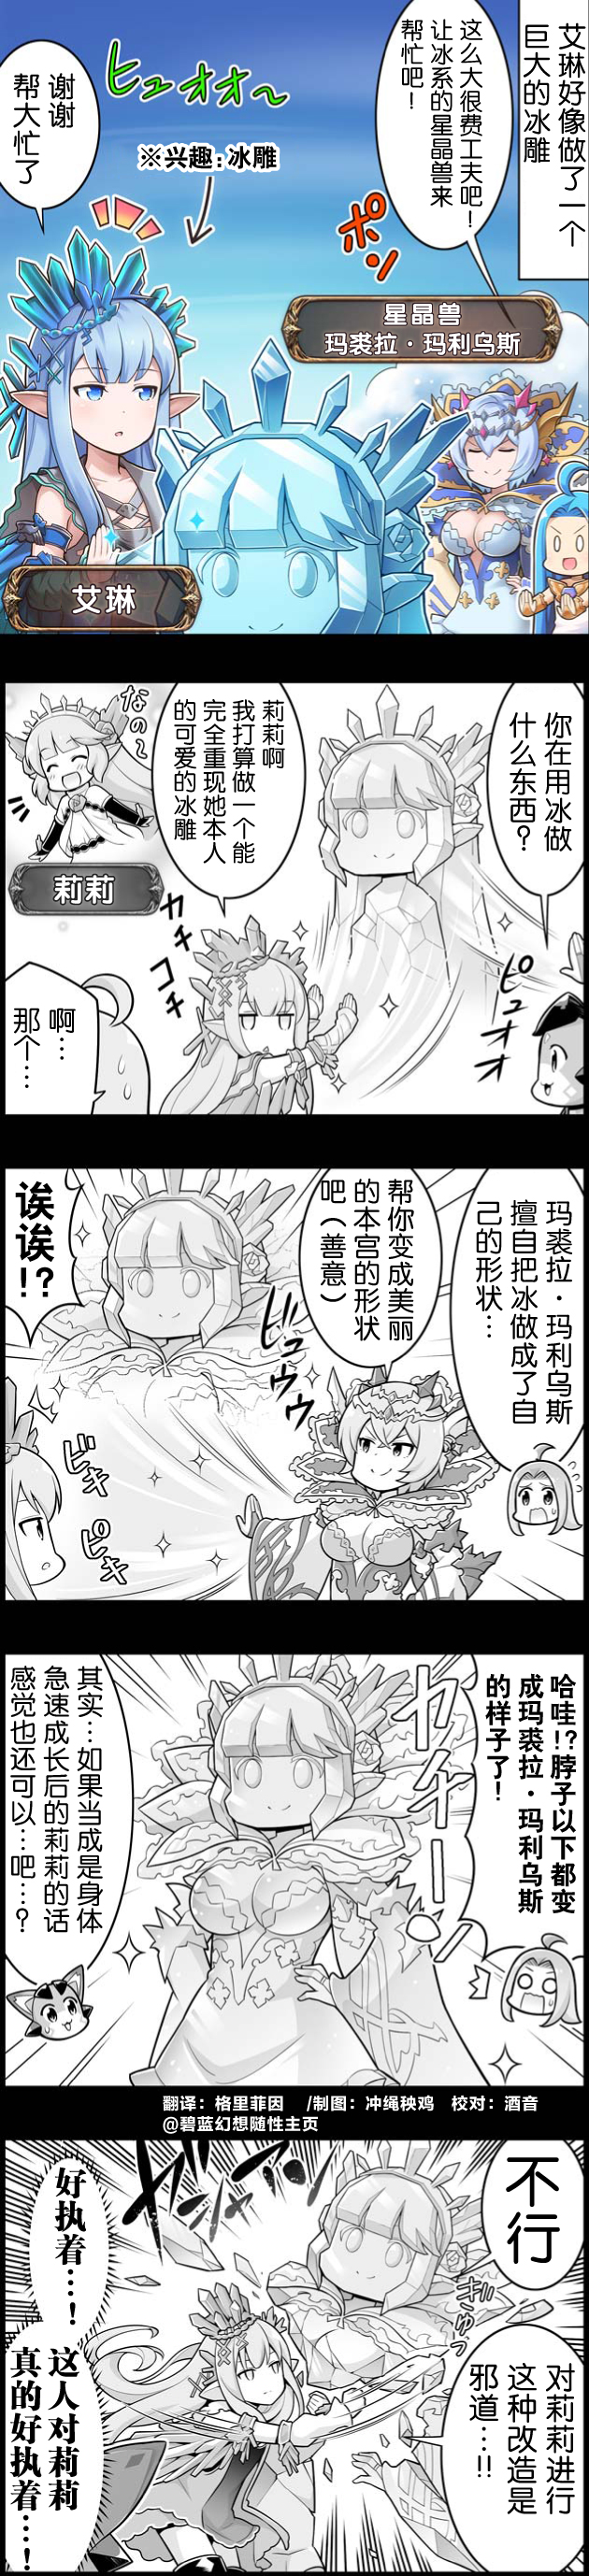 艾琳好像做了一个
巨大的冰雕
这么大很费工夫吧！
让冰系的星晶兽来
帮忙吧！
ヒュオオ～
※兴趣：冰雕
谢谢
帮大忙了
ポンッ
星晶兽
玛裘拉·玛利乌斯
艾琳
你在用冰做
什么东西？
莉莉啊
我打算做一个能
完全重现她本人
的可爱的冰雕
なの～
莉莉
カチコチ
ピュオオ
啊…
那个…
玛裘拉·玛利乌斯
擅自把冰做成了自
己的形状…
帮你变成美丽
的本宫的形状
吧（善意）
诶诶!?
ビュウウ
ビキ
ピキ
哈哇!?脖子以下都变
成玛裘拉·玛利乌斯
的样子了！
カッチーン
其实…如果当成是身体
急速成长后的莉莉的话
感觉也还可以…吧…？
翻译：格里菲因 /制图：冲绳秧鸡 校对：酒音
@碧蓝幻想随性主页
不行
对莉莉进行
这种改造是
邪道…!!
ぎゅっ
好执着…！
这人对莉莉
真的好执着…！